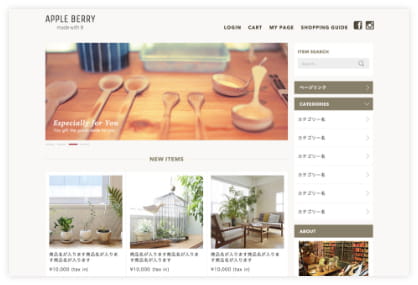 APPLE BERRY
made with B
LOGIN CART MY PAGE SHOPPING GUIDE
ITEM SEARCH
Search
Especially for You
You gift the
ページリンク
CATEGORIES
カテゴリー名
カテゴリー名
カテゴリー名
カテゴリー名
カテゴリー名
カテゴリー名
NEW ITEMS
商品名が入ります商品名が入ります商品名が入ります
¥10,000 (tax in)
商品名が入ります商品名が入ります商品名が入ります
¥10,000 (tax in)
商品名が入ります商品名が入ります商品名が入ります
¥10,000 (tax in)
ABOUT